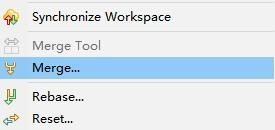 Synchronize Workspace
Merge Tool
Merge...
Rebase...
Reset...